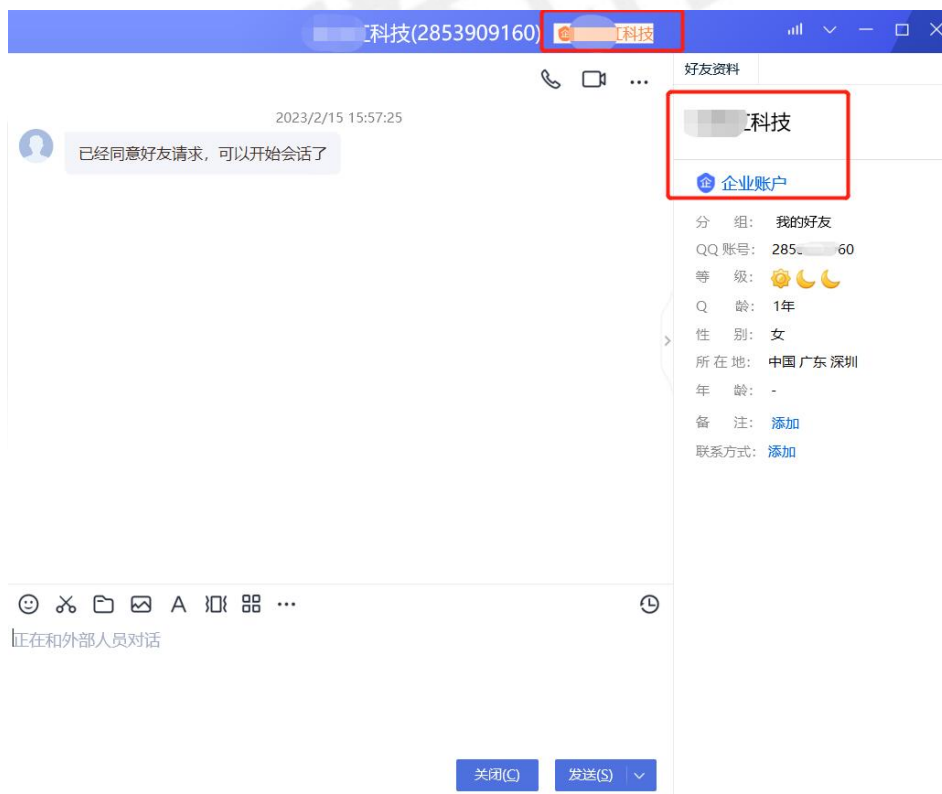 科技(2853909160) 科技
好友资料
2023/2/15 15:57:25
已经同意好友请求，可以开始会话了
科技
企 企业账户
分 组： 我的好友
QQ 账号： 285 60
等 级：
Q 龄： 1年
性 别： 女
所 在 地： 中国 广东 深圳
年 龄： -
备 注： 添加
联系方式： 添加
正在和外部人员对话
关闭(C) 发送(S)